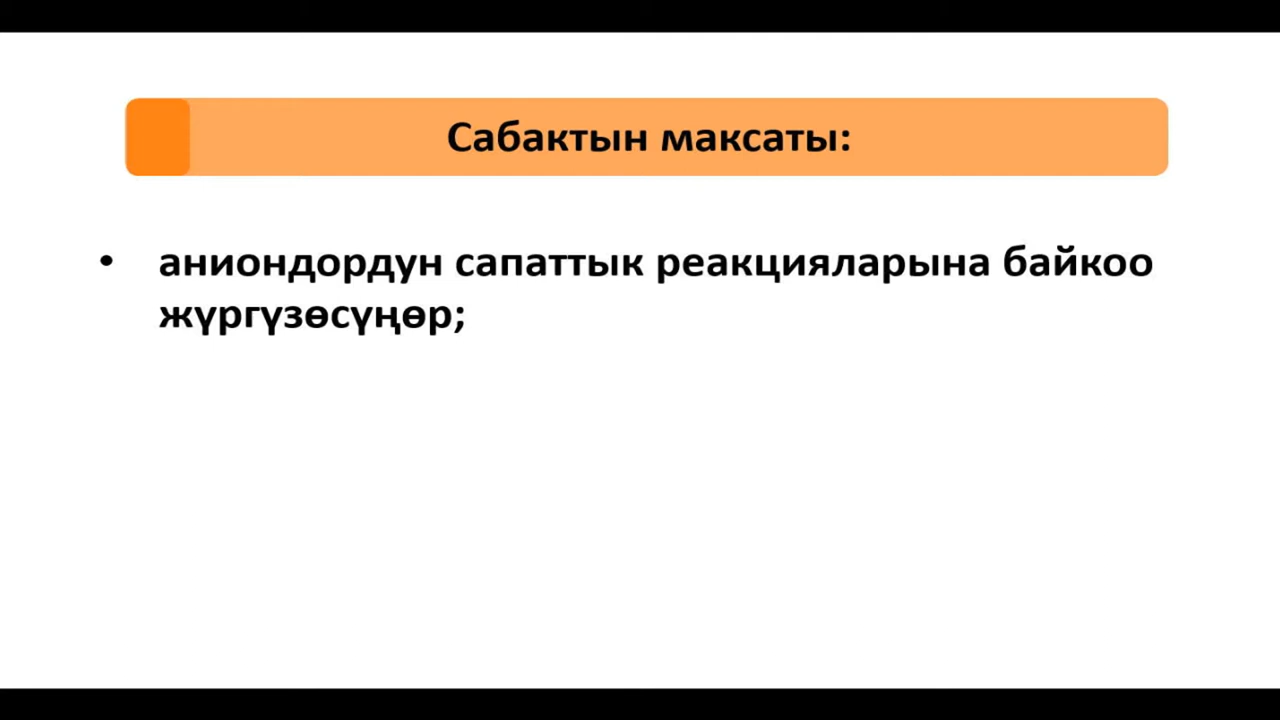 Сабактын максаты:
• аниондордун сапаттык реакцияларына байкоо
жүргүзөсүңөр;